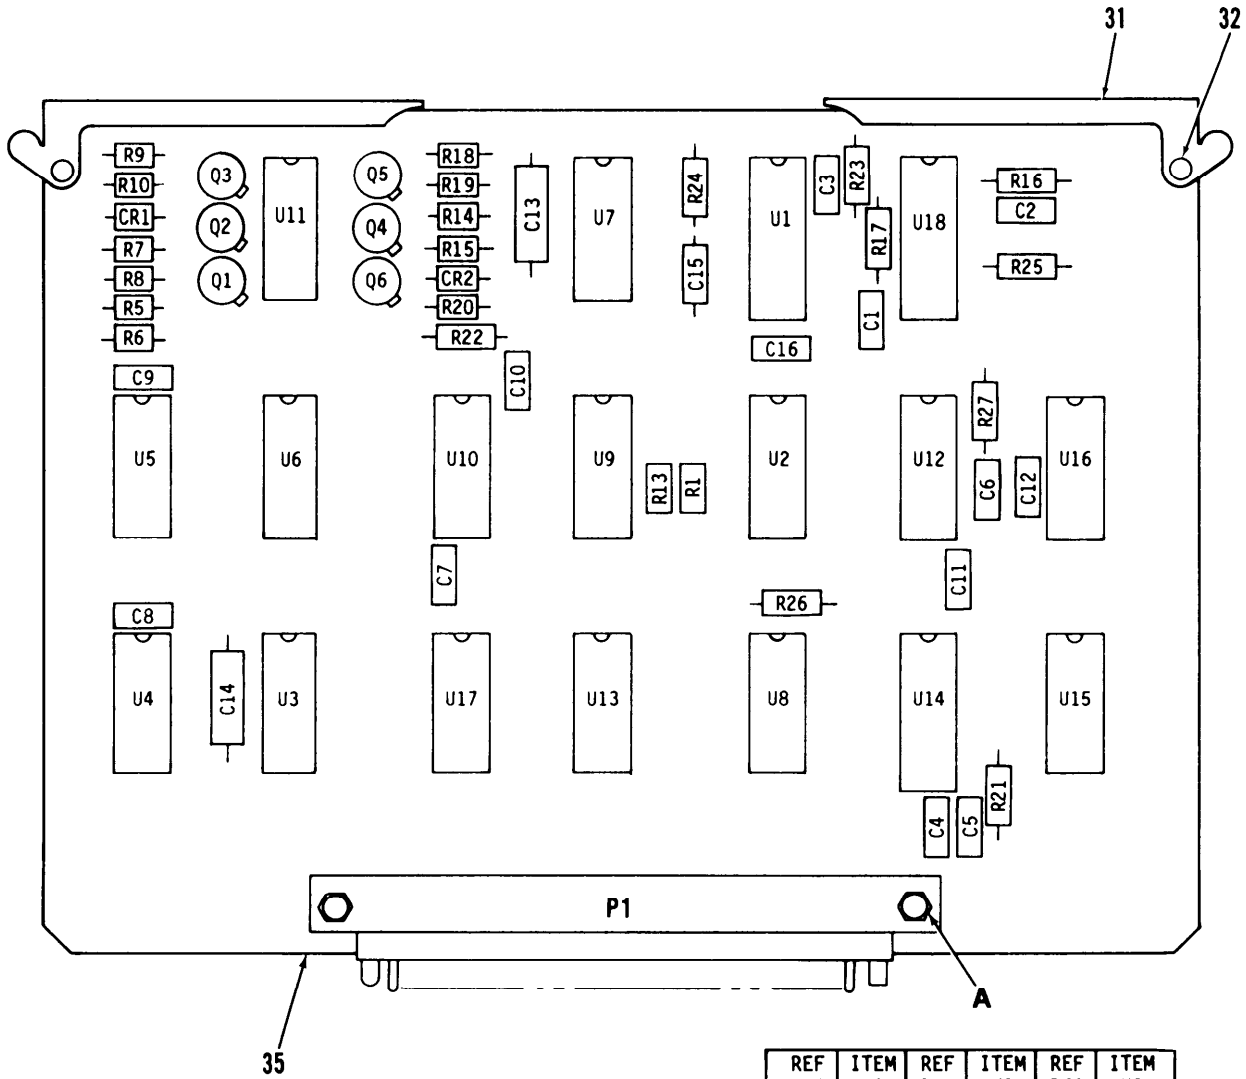 31 32
R9 R18
R10 Q3 Q5 R19 C13 R24 C3 R23 R16
CR1 U11 R14 U7 U1 U18 C2
R7 Q2 Q4 R15 R17
R8 Q1 Q6 CR2 C15 R25
R5 R20
R6 R22 C16 C1
C9 C10 R27
U5 U6 U10 U9 R13 R1 U2 U12 C6 C12 U16
C7 C11
C8 R26
U4 C14 U3 U17 U13 U8 U14 U15
R21
C4 C5
P1
A
35
REF ITEM REF ITEM REF ITEM